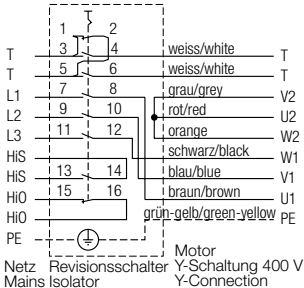 1 2
T 3 4 weiss/white T
T 5 6 weiss/white T
L1 7 8 grau/grey V2
L2 9 10 rot/red U2
orange W2
L3 11 12 schwarz/black W1
HiS
HiS 13 14 blau/blue V1
Hi0 15 16 braun/brown U1
Hi0 grün-gelb/green-yellow PE
PE
Netz Revisionsschalter Motor
Mains Isolator Y-Schaltung 400 V
Y-Connection